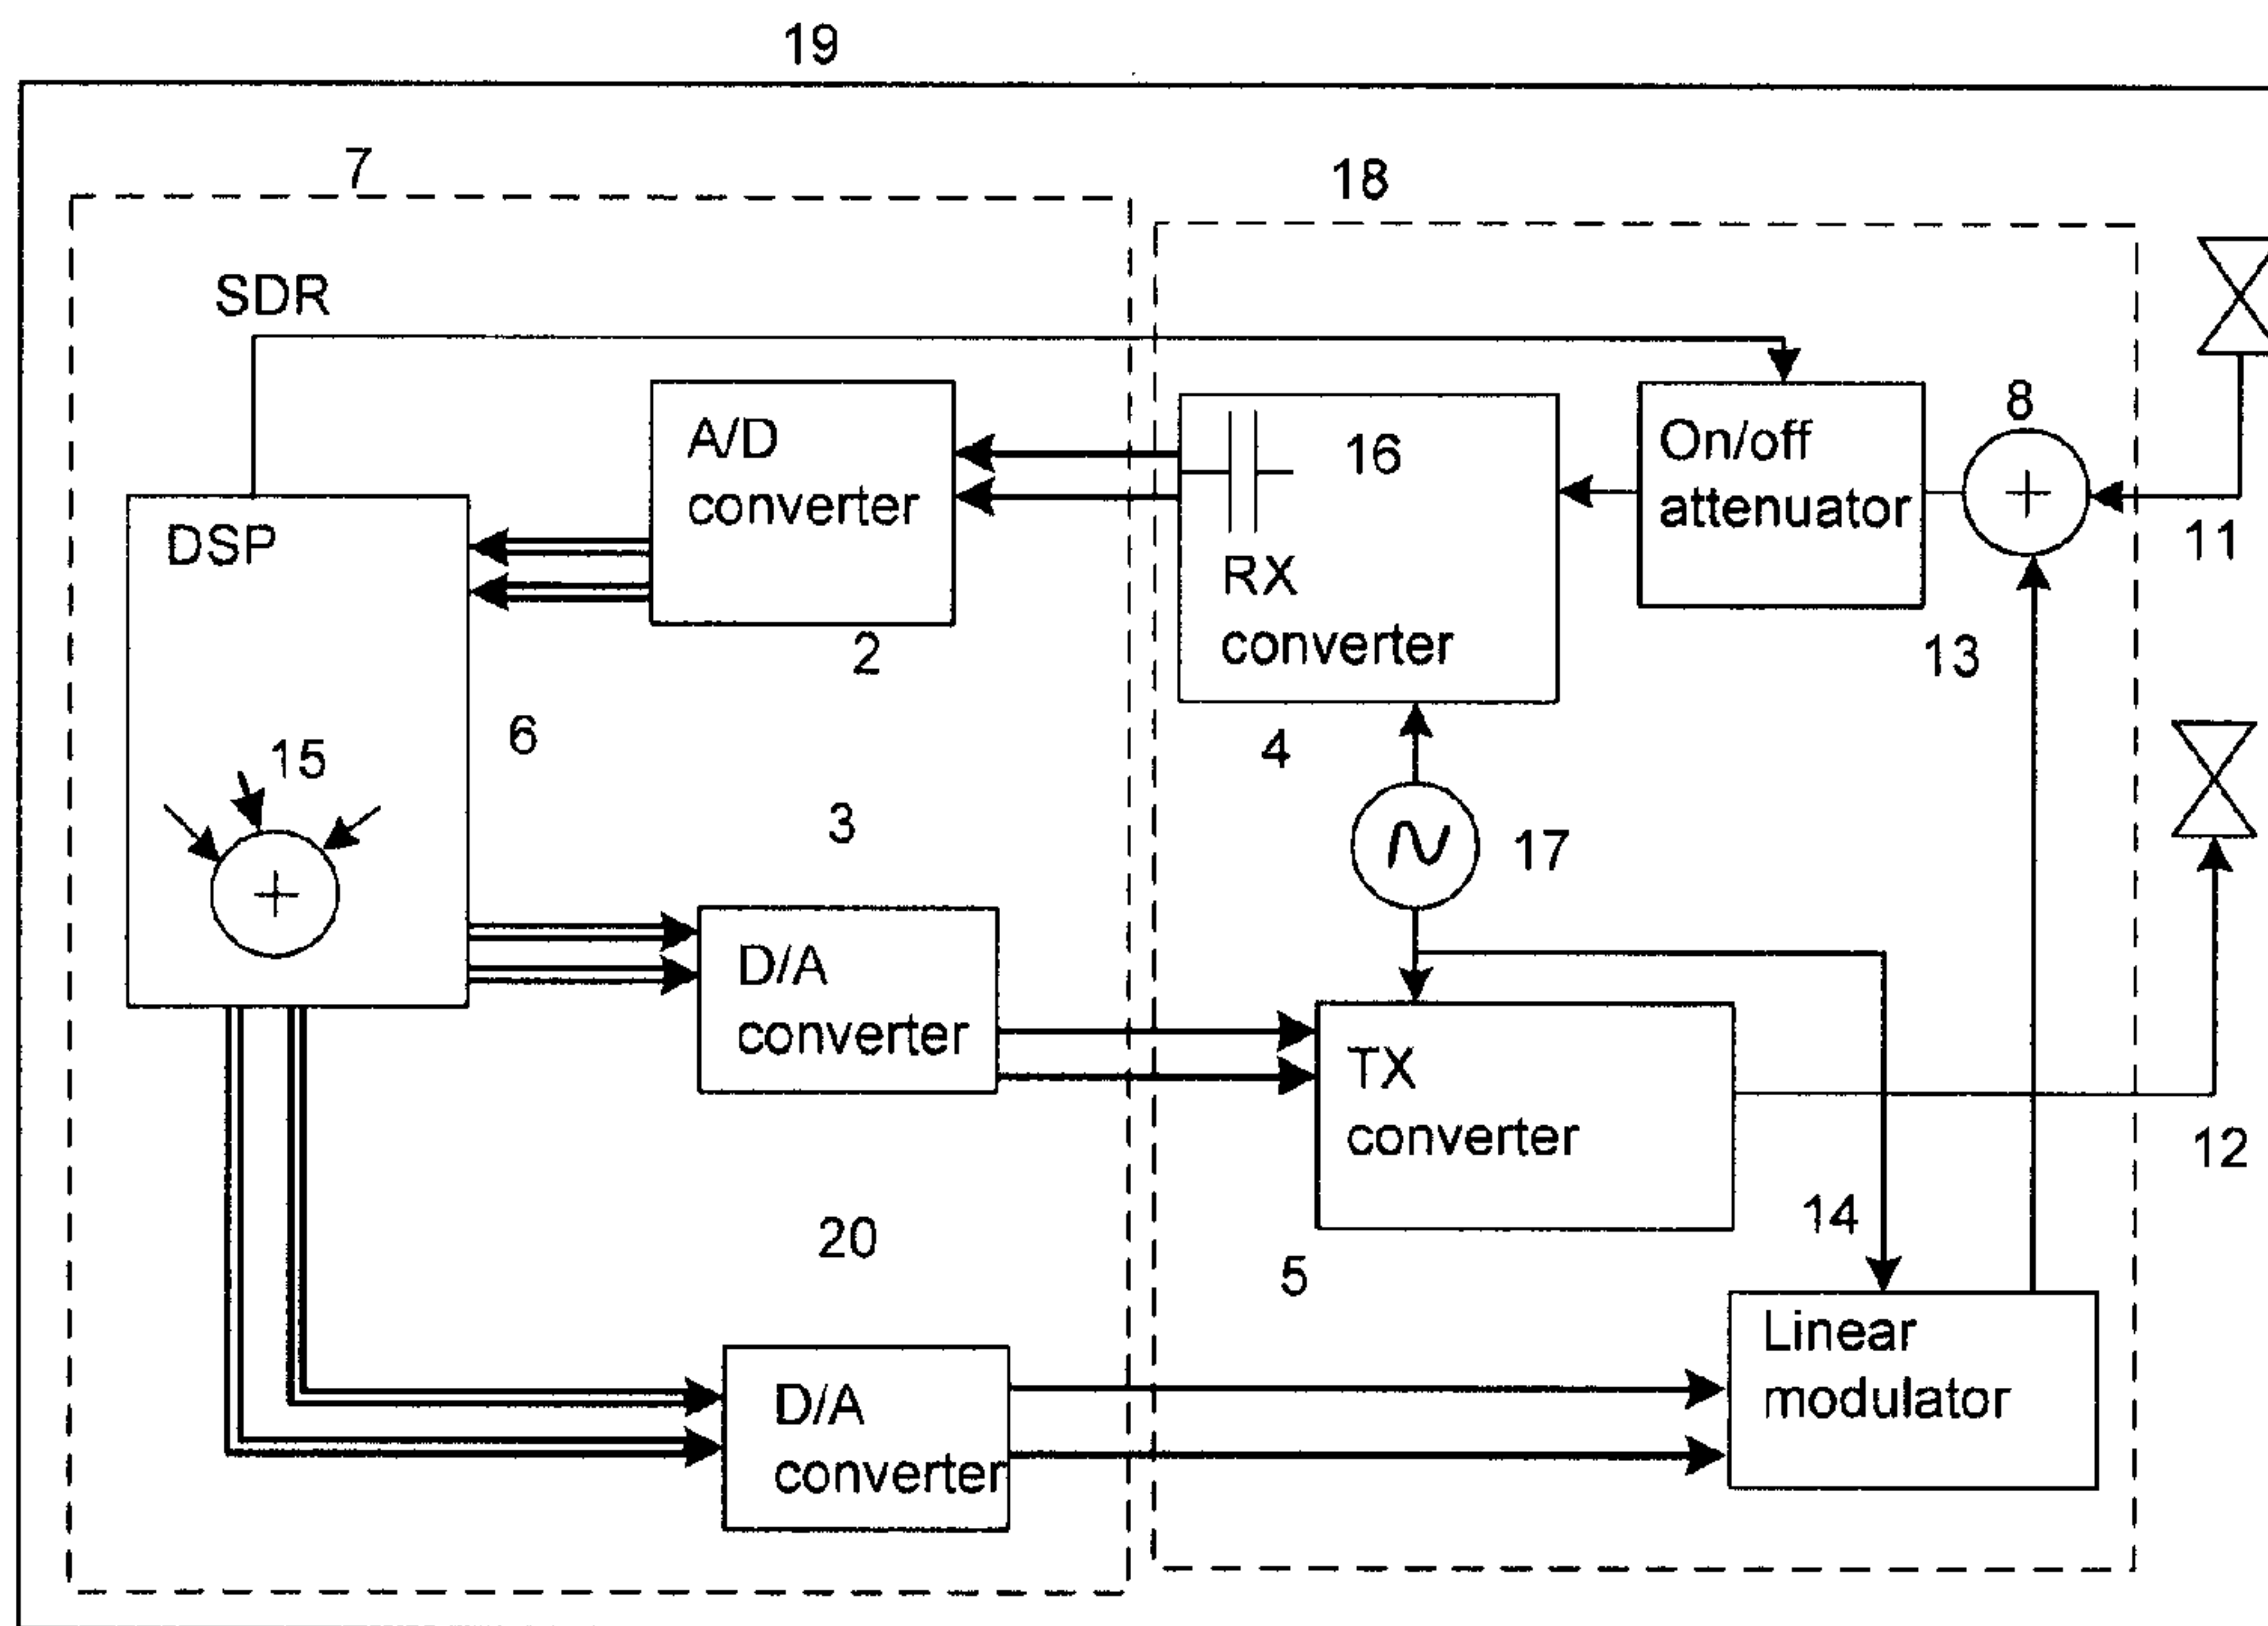 19
7
18
SDR
8
A/D
converter
16
On/off
attenuator
DSP
11
RX
converter
2
13
6
4
15
3
17
D/A
converter
TX
converter
12
14
20
5
Linear
modulator
D/A
converter